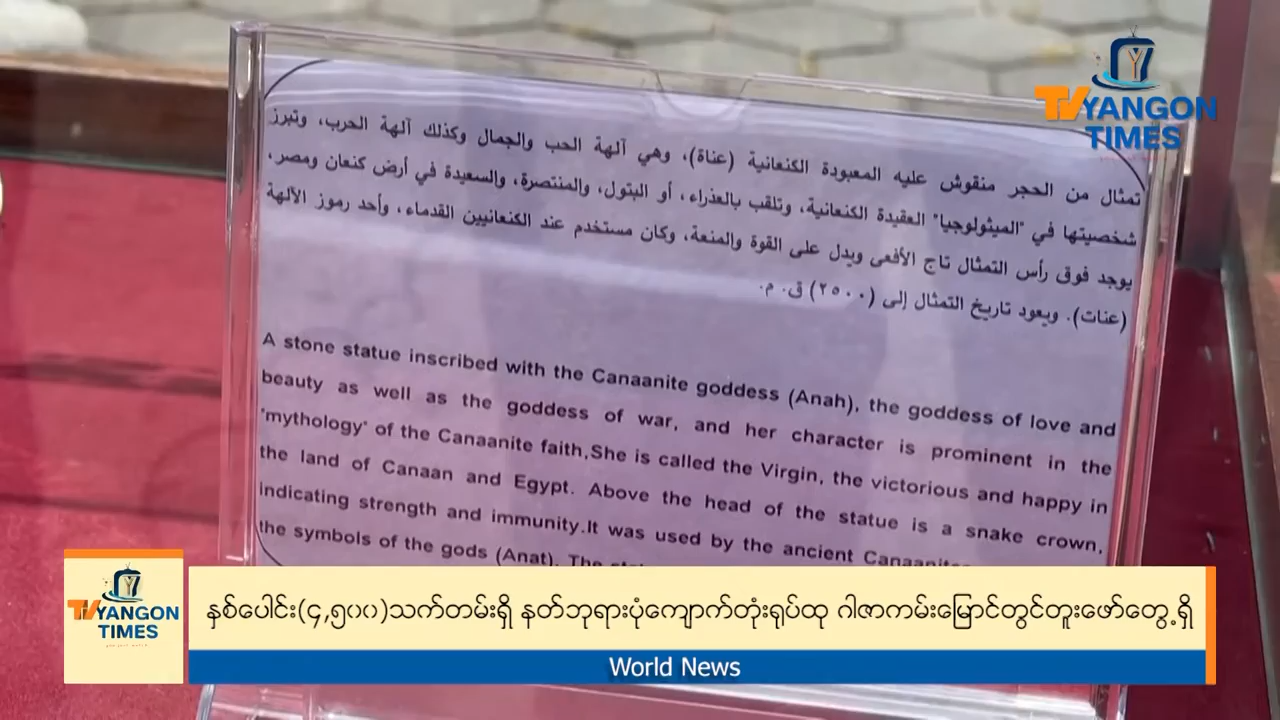 TV YANGON
TIMES
تمثال من الحجر منقوش عليه المعبودة الكنعانية (عناة)، وهي آلهة الحب والجمال وكذلك آلهة الحرب، وتبرز
شخصيتها في "الميثولوجيا" العقيدة الكنعانية، وتلقب بالعذراء، أو البتول، والمنتصرة، والسعيدة في أرض كنعان ومصر،
يوجد فوق رأس التمثال تاج الأفعى ويدل على القوة والمنعة، وكان مستخدم عند الكنعانيين القدماء، وأحد رموز الآلهة
(عنات). ويعود تاريخ التمثال إلى (٢٥٠٠) ق. م.
A stone statue inscribed with the Canaanite goddess (Anah), the goddess of love and
beauty as well as the goddess of war, and her character is prominent in the
"mythology" of the Canaanite faith,She is called the Virgin, the victorious and happy in
the land of Canaan and Egypt. Above the head of the statue is a snake crown,
indicating strength and immunity.It was used by the ancient
the symbols of the gods (Anat). The
TV YANGON
TIMES
နှစ်ပေါင်း(၄,၅၀၀)သက်တမ်းရှိ နတ်ဘုရားပုံကျောက်တုံးရုပ်ထု ဂါဇာကမ်းမြောင်တွင်တူးဖော်တွေ့ရှိ
World News